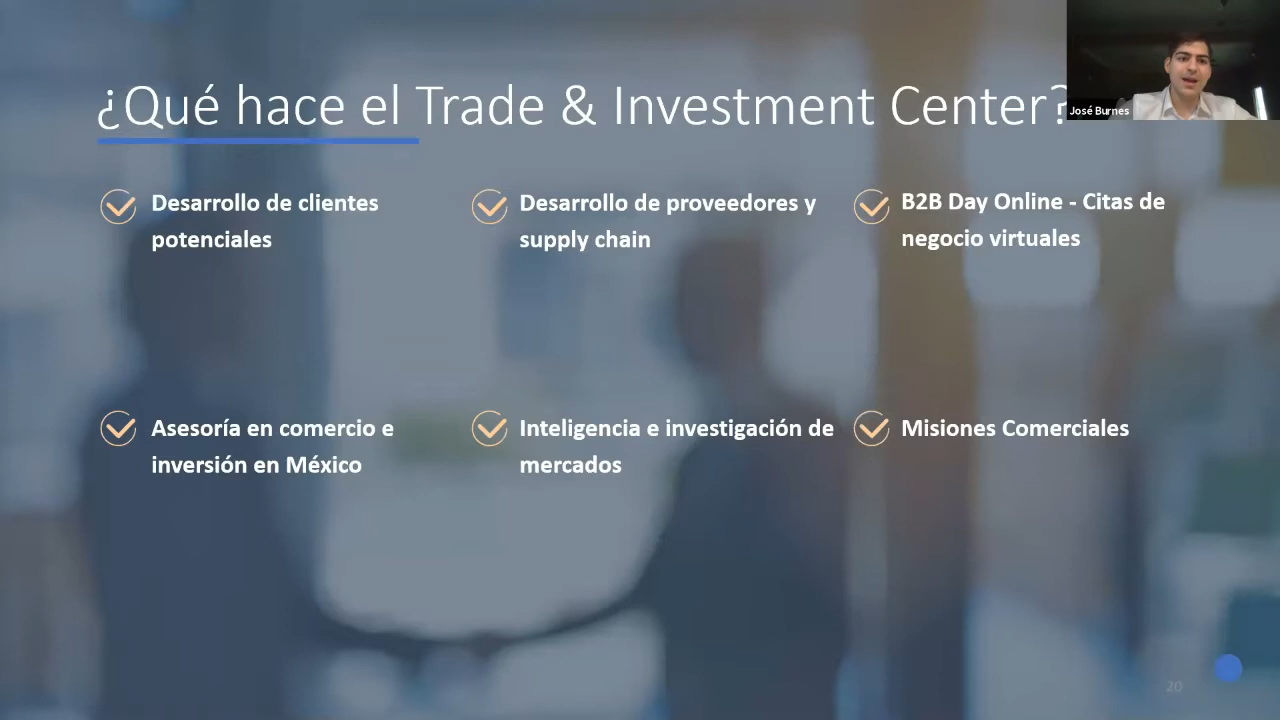 ¿Qué hace el Trade & Investment Center?
José Burnes
Desarrollo de clientes
potenciales
Desarrollo de proveedores y
supply chain
B2B Day Online - Citas de
negocio virtuales
Asesoría en comercio e
inversión en México
Inteligencia e investigación de
mercados
Misiones Comerciales
20